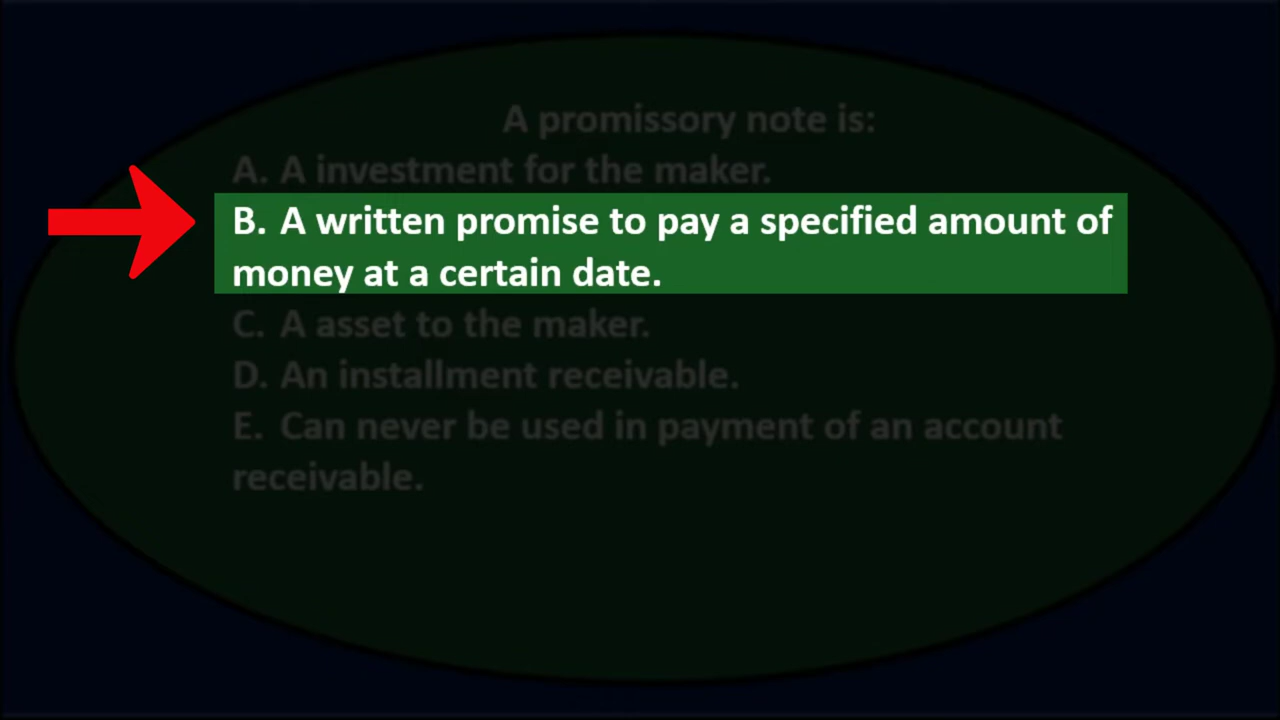 A promissory note is:
A. A investment for the maker.
B. A written promise to pay a specified amount of
money at a certain date.
C. A asset to the maker.
D. An installment receivable.
E. Can never be used in payment of an account
receivable.